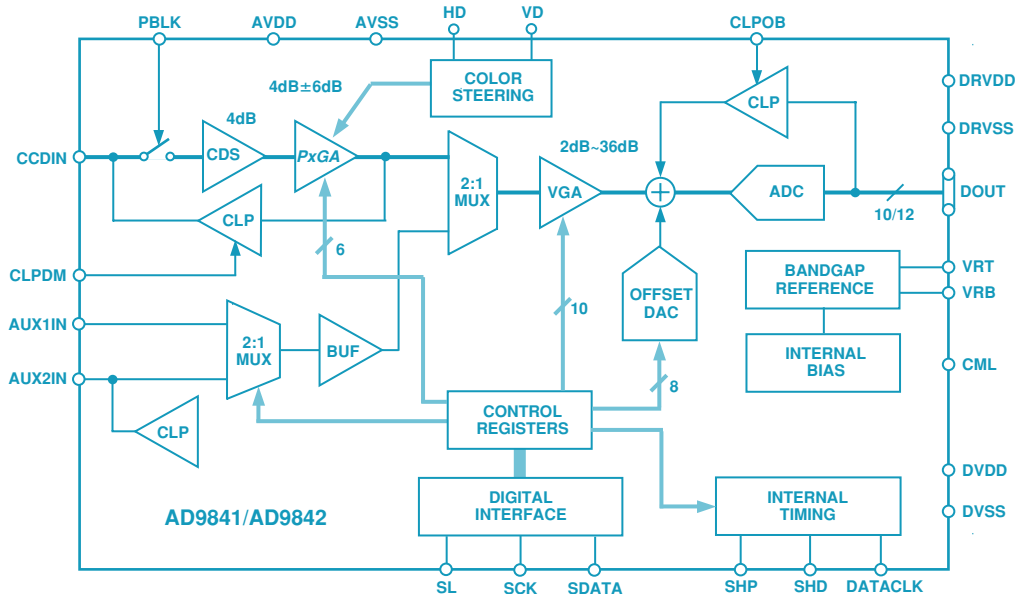 PBLK
AVDD
AVSS
HD
VD
CLPOB
COLOR
STEERING
4dB±6dB
CLP
DRVDD
DRVSS
4dB
CCDIN
CDS
PxGA
2:1
MUX
2dB~36dB
VGA
ADC
DOUT
10/12
CLP
6
CLPDM
BANDGAP
REFERENCE
VRT
VRB
OFFSET
DAC
10
AUX1IN
2:1
MUX
BUF
INTERNAL
BIAS
CML
AUX2IN
8
CLP
CONTROL
REGISTERS
DVDD
DIGITAL
INTERFACE
INTERNAL
TIMING
DVSS
AD9841/AD9842
SL
SCK
SDATA
SHP
SHD
DATACLK